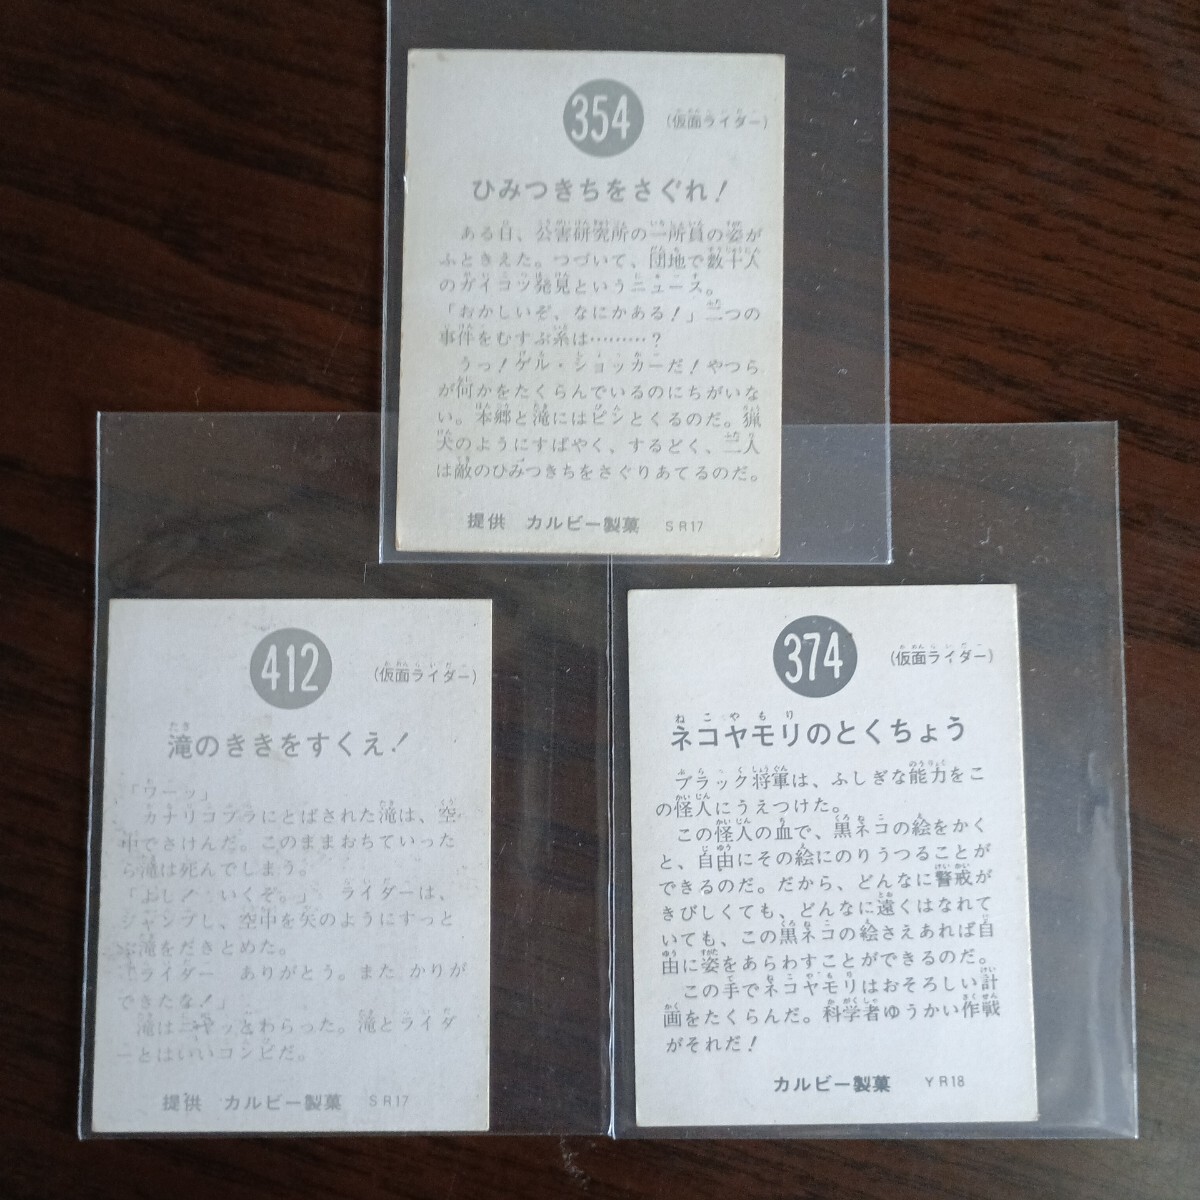 354
(仮面ライダー)
ひみつきちをさぐれ!
ある日、公害研究所の一所員の姿が
ふときえた。つづいて、団地で数十人
のガイコツ発見というニュース。
「おかしいぞ、なにかある!」二つの
事件をむすぶ糸は………?
うっ!ゲル・ショッカーだ!やつら
が何かをたくらんでいるのにちがいな
い。本郷と滝にはピンとくるのだ。猟
犬のようにすばやく、するどく、二人
は敵のひみつきちをさぐりあてるのだ。
提供 カルビー製菓 SR17
412
(仮面ライダー)
滝のききをすくえ!
「ワーッ」
カナリコブラにとばされた滝は、空
中でさけんだ。このままおちていった
ら滝は死んでしまう。
「よし! いくぞ。」 ライダーは、
ジャンプし、空中を矢のようにすっと
ぶ滝をだきとめた。
「ライダー ありがとう。また かりが
できたな!」
滝はニヤッとわらった。滝とライダ
ーとはいいコンビだ。
提供 カルビー製菓 SR17
374
(仮面ライダー)
ネコヤモリのとくちょう
ブラック将軍は、ふしぎな能力をこ
の怪人にうえつけた。
この怪人の血で、黒ネコの絵をかく
と、自由にその絵にのりうつることが
できるのだ。だから、どんなに警戒が
きびしくても、どんなに遠くはなれて
いても、この黒ネコの絵さえあれば自
由に姿をあらわすことができるのだ。
この手でネコヤモリはおそろしい計
画をたくらんだ。科学者ゆうかい作戦
がそれだ!
カルビー製菓 YR18